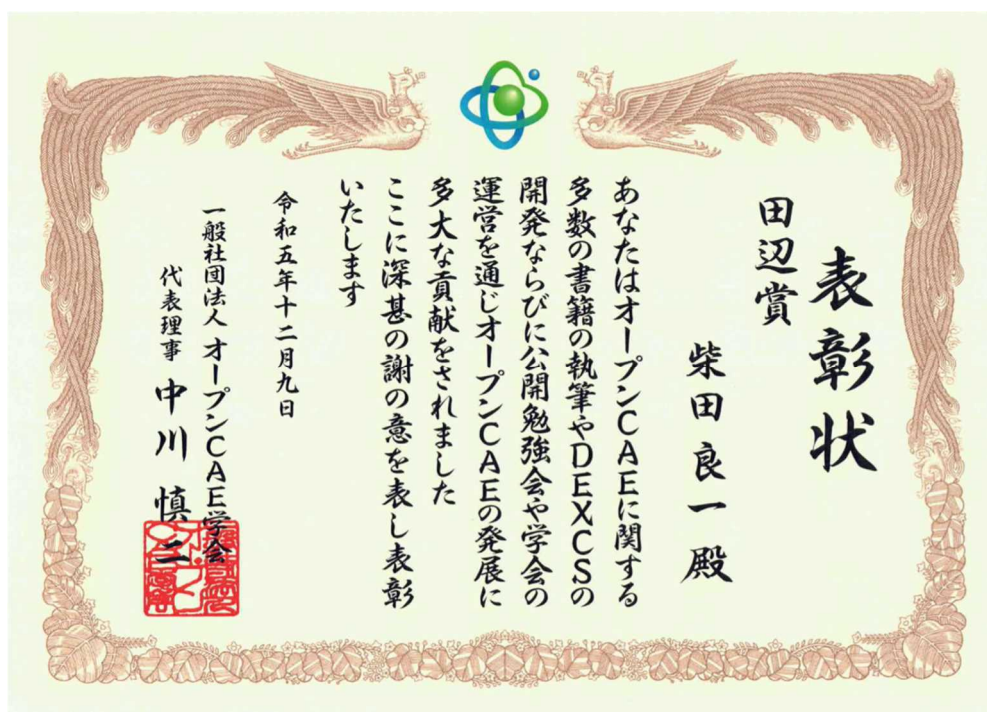 表彰状
田辺賞
柴田良一殿
あなたはオープンCAEに関する
多数の書籍の執筆やDEXCSの
開発ならびに公開勉強会や学会の
運営を通じオープンCAEの発展に
多大な貢献をされました
ここに深甚の謝の意を表し表彰
いたします
令和五年十二月九日
一般社団法人オープンCAE学会
代表理事 中川慎二